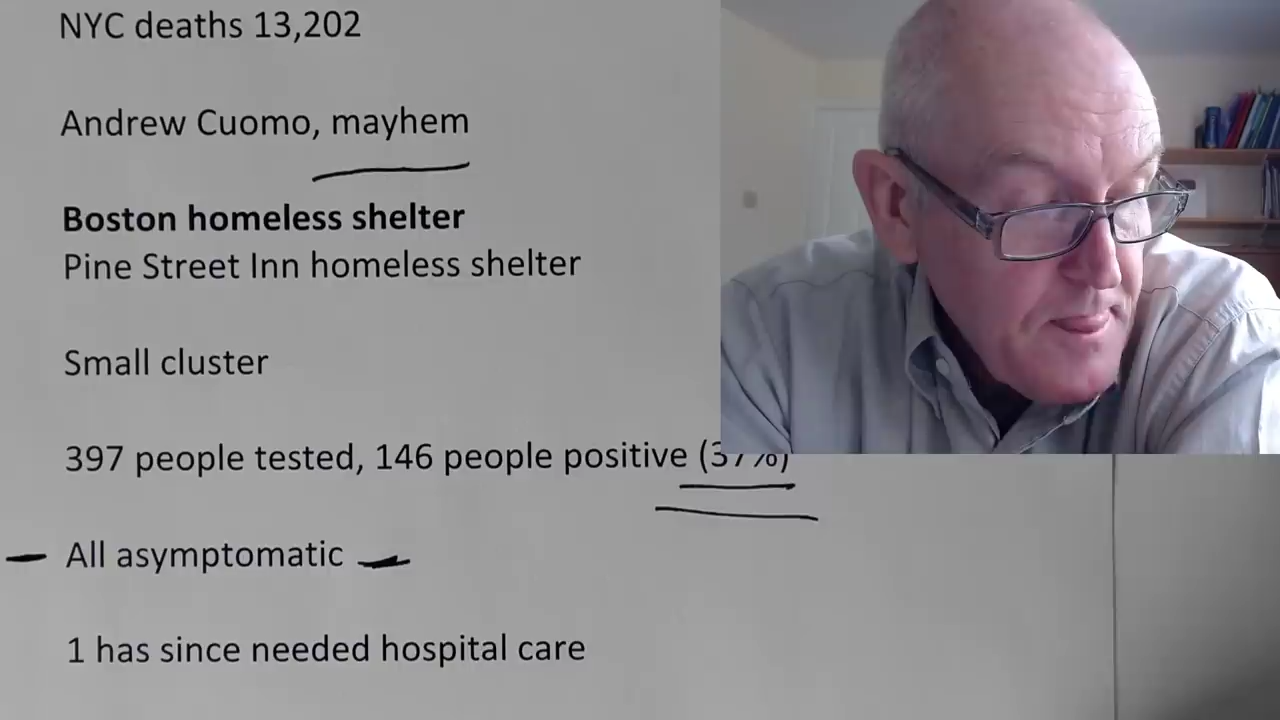 NYC deaths 13,202
Andrew Cuomo, mayhem
Boston homeless shelter
Pine Street Inn homeless shelter
Small cluster
397 people tested, 146 people positive (37%)
All asymptomatic
1 has since needed hospital care